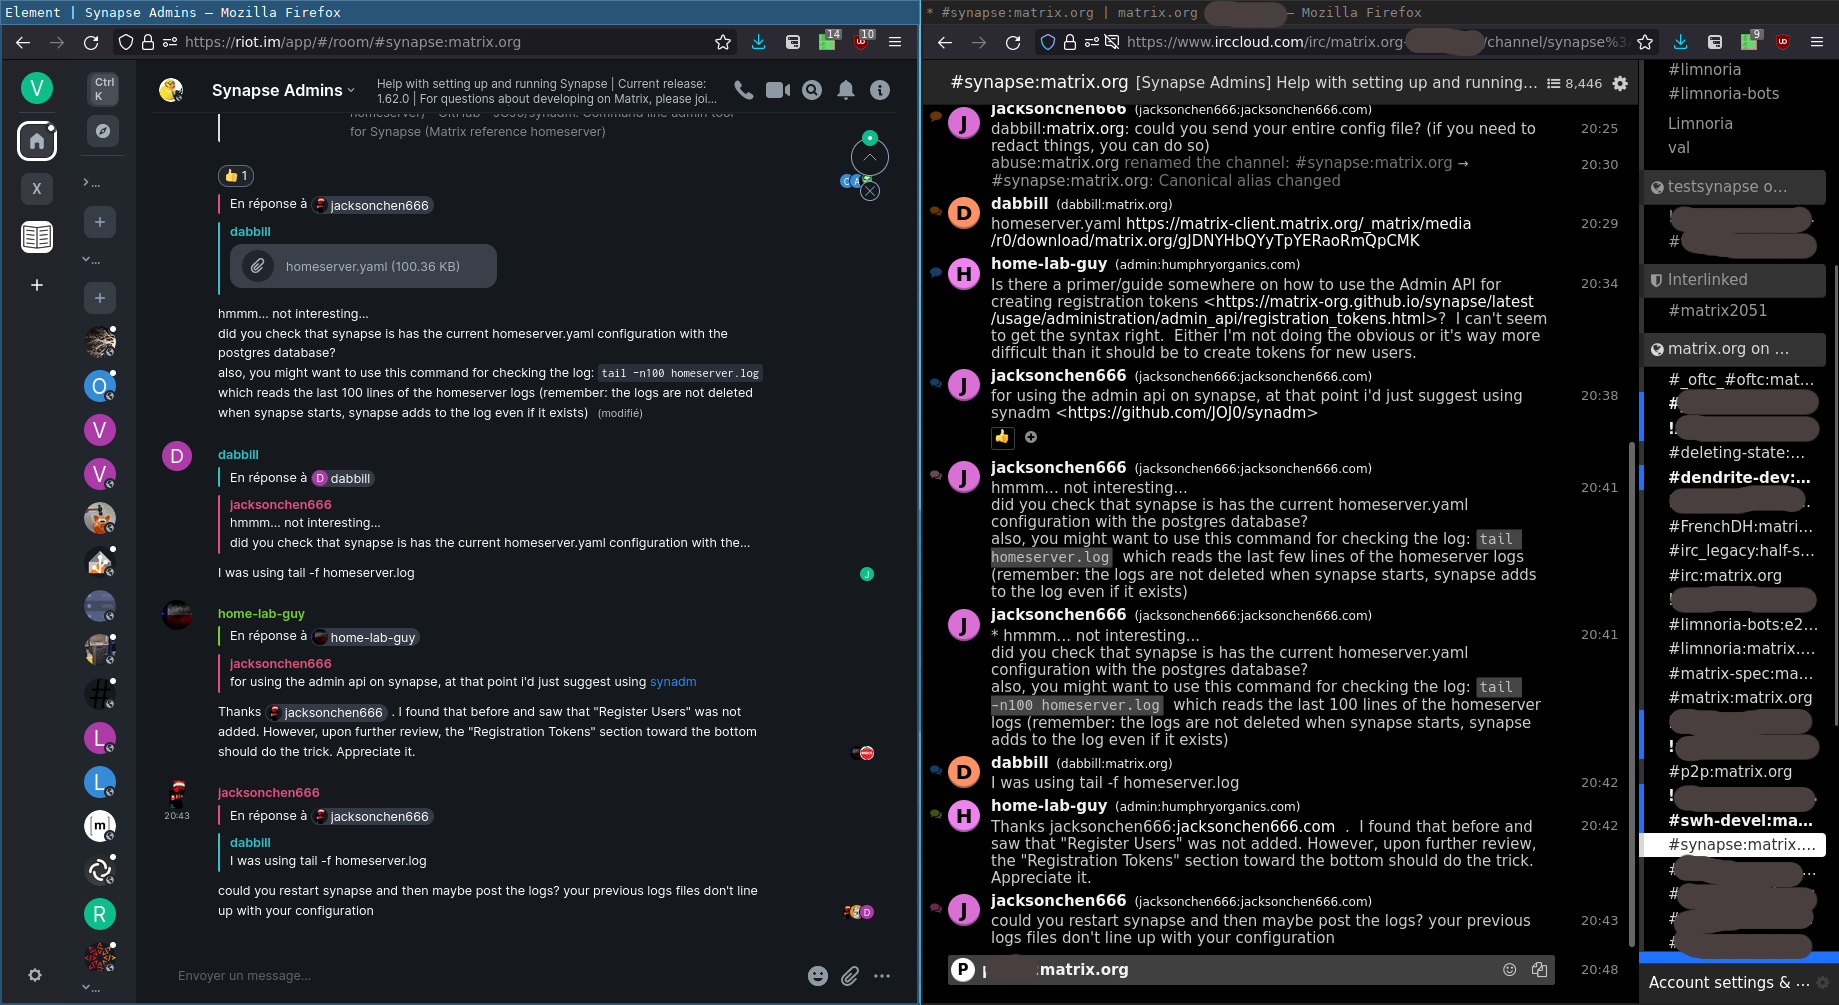 Element | Synapse Admins — Mozilla Firefox
https://riot.im/app/#/room/#synapse:matrix.org
14
10
V
Ctrl
K
X
Synapse Admins
Help with setting up and running Synapse | Current release:
1.62.0 | For questions about developing on Matrix, please joi...
for Synapse (Matrix reference homeserver)
👍 1
En réponse à jacksonchen666
dabbill
homeserver.yaml (100.36 KB)
hmmm... not interesting...
did you check that synapse is has the current homeserver.yaml configuration with the
postgres database?
also, you might want to use this command for checking the log: tail -n100 homeserver.log
which reads the last 100 lines of the homeserver logs (remember: the logs are not deleted
when synapse starts, synapse adds to the log even if it exists) (modifié)
D
dabbill
En réponse à D dabbill
jacksonchen666
hmmm... not interesting...
did you check that synapse is has the current homeserver.yaml configuration with the...
I was using tail -f homeserver.log
J
home-lab-guy
En réponse à home-lab-guy
jacksonchen666
for using the admin api on synapse, at that point i'd just suggest using synadm
Thanks jacksonchen666 . I found that before and saw that "Register Users" was not
added. However, upon further review, the "Registration Tokens" section toward the bottom
should do the trick. Appreciate it.
jacksonchen666
20:43
En réponse à jacksonchen666
dabbill
I was using tail -f homeserver.log
could you restart synapse and then maybe post the logs? your previous logs files don't line
up with your configuration
D
Envoyer un message...
O
V
V
#
L
L
[m]
R
* #synapse:matrix.org | matrix.org — Mozilla Firefox
https://www.irccloud.com/irc/matrix.org- /channel/synapse%3
9
#synapse:matrix.org [Synapse Admins] Help with setting up and running... 8,446
J jacksonchen666 (jacksonchen666:jacksonchen666.com)
dabbill:matrix.org: could you send your entire config file? (if you need to 20:25
redact things, you can do so)
abuse:matrix.org renamed the channel: #synapse:matrix.org → 20:30
#synapse:matrix.org: Canonical alias changed
D dabbill (dabbill:matrix.org)
homeserver.yaml https://matrix-client.matrix.org/_matrix/media 20:29
/r0/download/matrix.org/gJDNYHbQYyTpYERaoRmQpCMK
H home-lab-guy (admin:humphryorganics.com)
Is there a primer/guide somewhere on how to use the Admin API for 20:34
creating registration tokens <https://matrix-org.github.io/synapse/latest
/usage/administration/admin_api/registration_tokens.html>? I can't seem
to get the syntax right. Either I'm not doing the obvious or it's way more
difficult than it should be to create tokens for new users.
J jacksonchen666 (jacksonchen666:jacksonchen666.com)
for using the admin api on synapse, at that point i'd just suggest using 20:38
synadm <https://github.com/JOJ0/synadm>
👍
J jacksonchen666 (jacksonchen666:jacksonchen666.com)
hmmm... not interesting... 20:41
did you check that synapse is has the current homeserver.yaml
configuration with the postgres database?
also, you might want to use this command for checking the log: tail
homeserver.log which reads the last few lines of the homeserver logs
(remember: the logs are not deleted when synapse starts, synapse adds
to the log even if it exists)
J jacksonchen666 (jacksonchen666:jacksonchen666.com)
* hmmm... not interesting... 20:41
did you check that synapse is has the current homeserver.yaml
configuration with the postgres database?
also, you might want to use this command for checking the log: tail
-n100 homeserver.log which reads the last 100 lines of the homeserver
logs (remember: the logs are not deleted when synapse starts, synapse
adds to the log even if it exists)
D dabbill (dabbill:matrix.org)
I was using tail -f homeserver.log 20:42
H home-lab-guy (admin:humphryorganics.com)
Thanks jacksonchen666:jacksonchen666.com . I found that before and 20:42
saw that "Register Users" was not added. However, upon further review,
the "Registration Tokens" section toward the bottom should do the trick.
Appreciate it.
J jacksonchen666 (jacksonchen666:jacksonchen666.com)
could you restart synapse and then maybe post the logs? your previous 20:43
logs files don't line up with your configuration
P .matrix.org 20:48
#limnoria
#limnoria-bots
Limnoria
val
testsynapse o...
!
#
Interlinked
#matrix2051
matrix.org on ...
#_oftc_#oftc:mat...
#
!
#deleting-state:...
#dendrite-dev:...
#FrenchDH:matri...
#irc_legacy:half-s...
#irc:matrix.org
!
#limnoria-bots:e2...
#limnoria:matrix....
#matrix-spec:ma...
#matrix:matrix.org
!
#p2p:matrix.org
!
#swh-devel:ma...
#synapse:matrix....
#
#
#
#
Account settings & ...